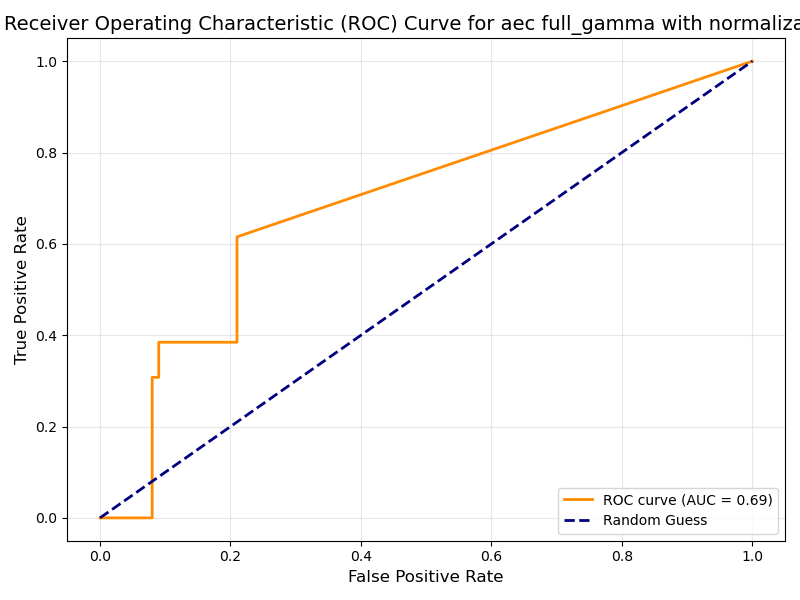 Receiver Operating Characteristic (ROC) Curve for aec full_gamma with normaliza
1.0
0.8
0.6
0.4
0.2
0.0
True Positive Rate
0.0 0.2 0.4 0.6 0.8 1.0
False Positive Rate
ROC curve (AUC = 0.69)
Random Guess